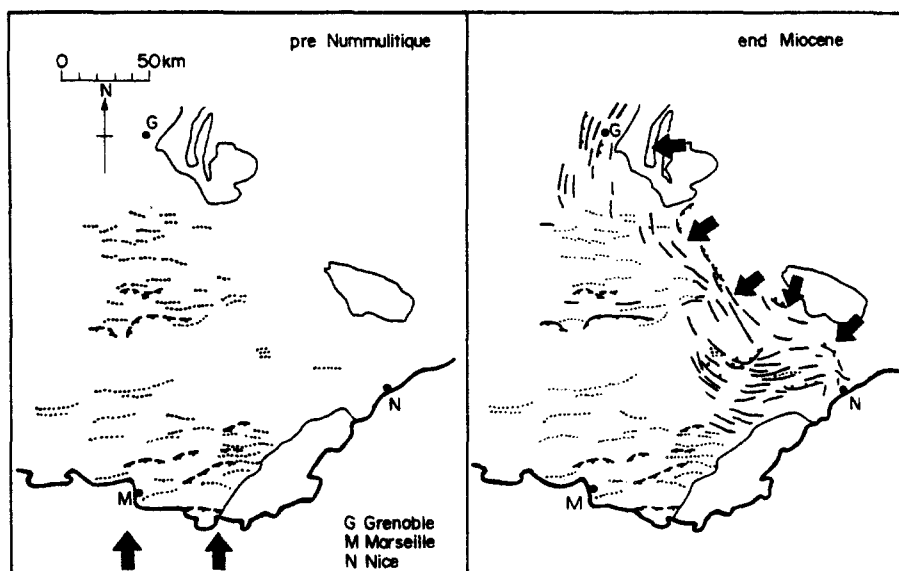 pre Nummulitique
0 50km
N
G
N
M
G Grenoble
M Marseille
N Nice
end Miocene
G
N
M